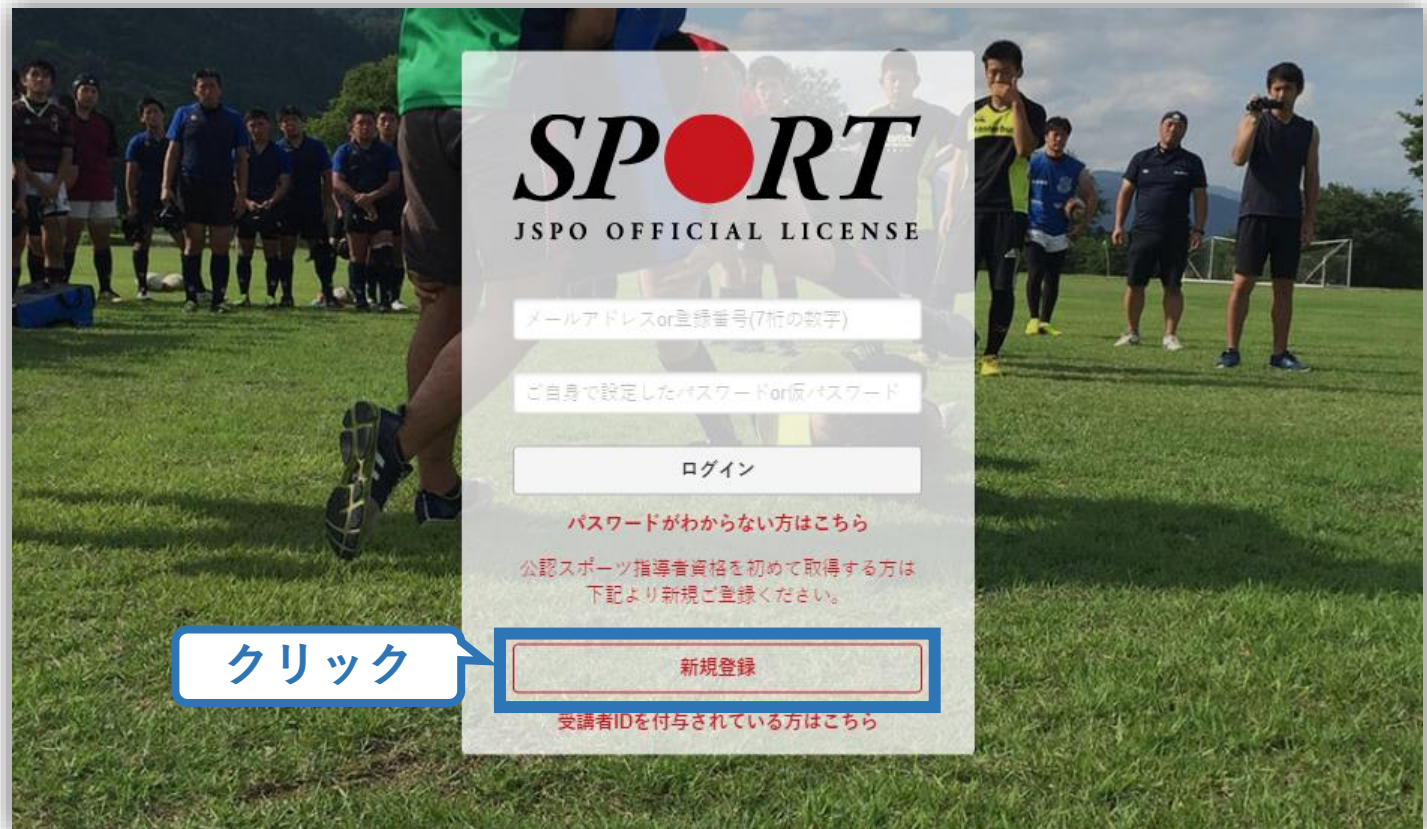 SPORT
JSPO OFFICIAL LICENSE
メールアドレスor登録番号(7桁の数字)
ご自身で設定したパスワードor仮パスワード
ログイン
パスワードがわからない方はこちら
公認スポーツ指導者資格を初めて取得する方は
下記より新規ご登録ください。
クリック
新規登録
受講者IDを付与されている方はこちら